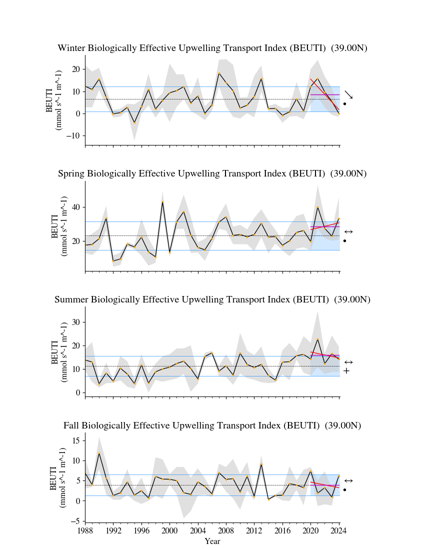 Winter Biologically Effective Upwelling Transport Index (BEUTI) (39.00N)
20
10
0
−10
BEUTI
(mmol s^-1 m^-1)
Spring Biologically Effective Upwelling Transport Index (BEUTI) (39.00N)
40
20
BEUTI
(mmol s^-1 m^-1)
Summer Biologically Effective Upwelling Transport Index (BEUTI) (39.00N)
30
20
10
0
BEUTI
(mmol s^-1 m^-1)
Fall Biologically Effective Upwelling Transport Index (BEUTI) (39.00N)
15
10
5
0
−5
BEUTI
(mmol s^-1 m^-1)
1988 1992 1996 2000 2004 2008 2012 2016 2020 2024
Year